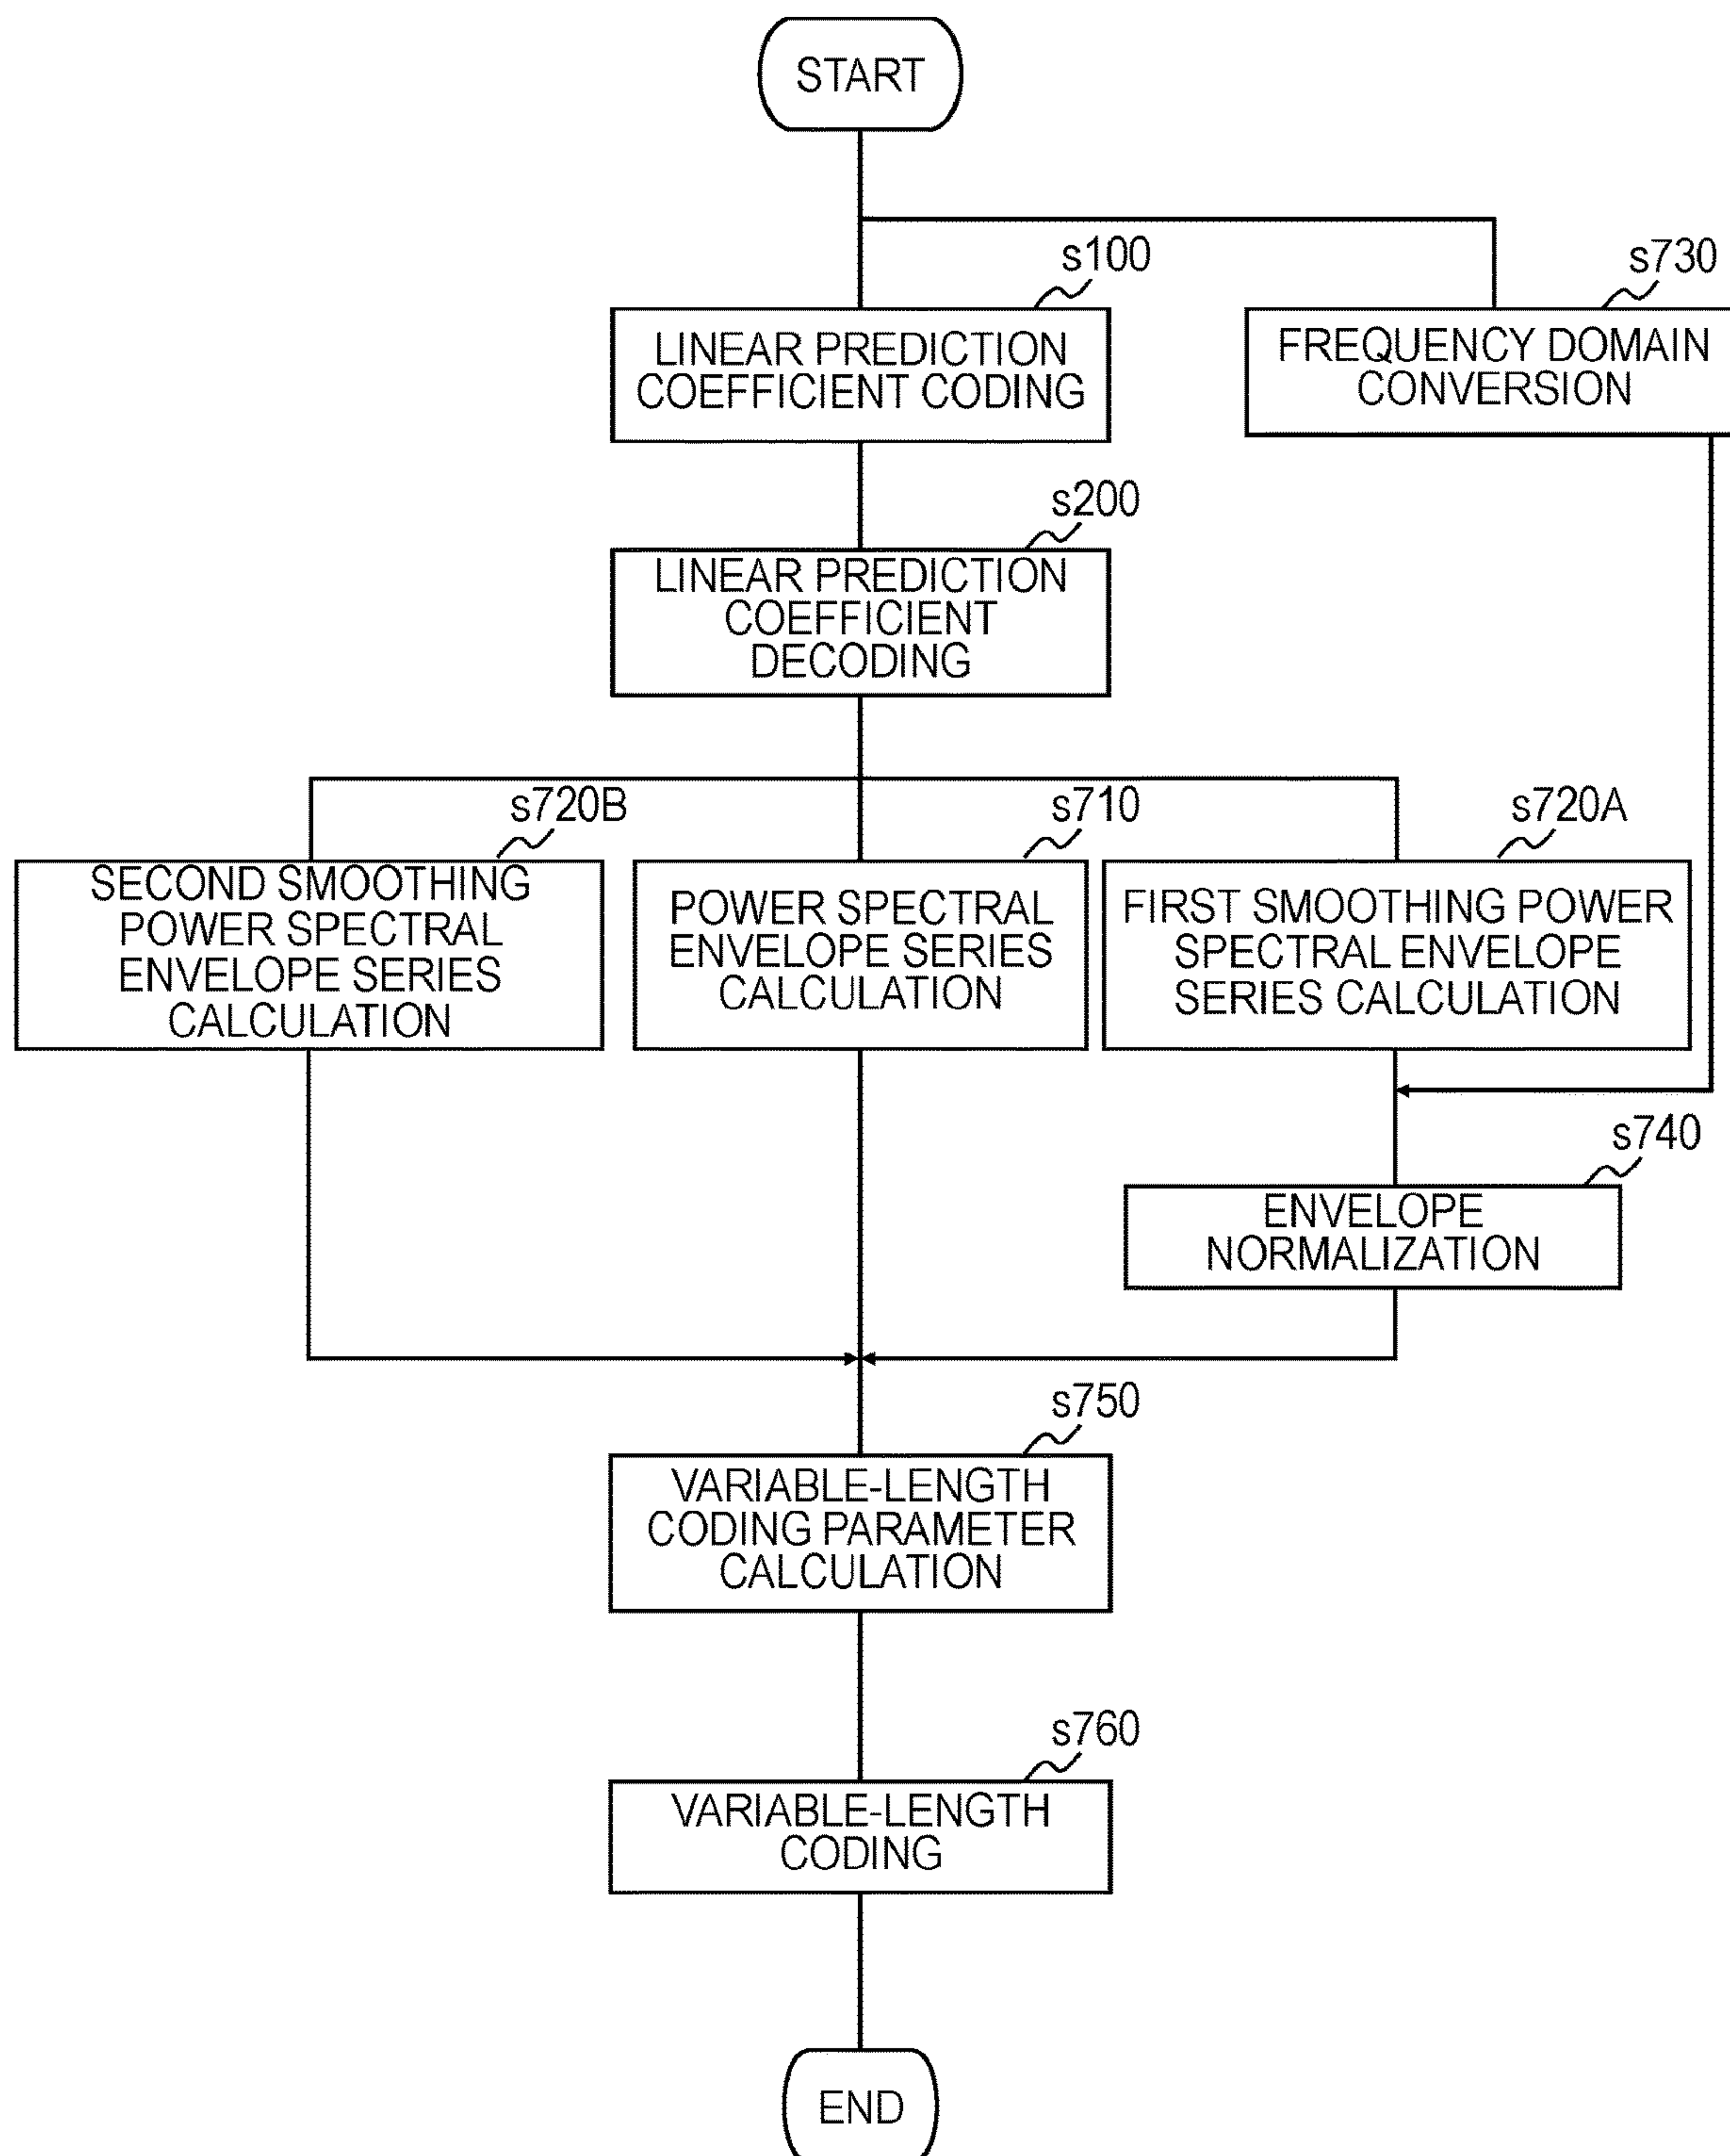 START
s100
s730
LINEAR PREDICTION
COEFFICIENT CODING
FREQUENCY DOMAIN
CONVERSION
s200
LINEAR PREDICTION
COEFFICIENT
DECODING
s720B
s710
s720A
SECOND SMOOTHING
POWER SPECTRAL
ENVELOPE SERIES
CALCULATION
POWER SPECTRAL
ENVELOPE SERIES
CALCULATION
FIRST SMOOTHING POWER
SPECTRAL ENVELOPE
SERIES CALCULATION
s740
ENVELOPE
NORMALIZATION
s750
VARIABLE-LENGTH
CODING PARAMETER
CALCULATION
s760
VARIABLE-LENGTH
CODING
END